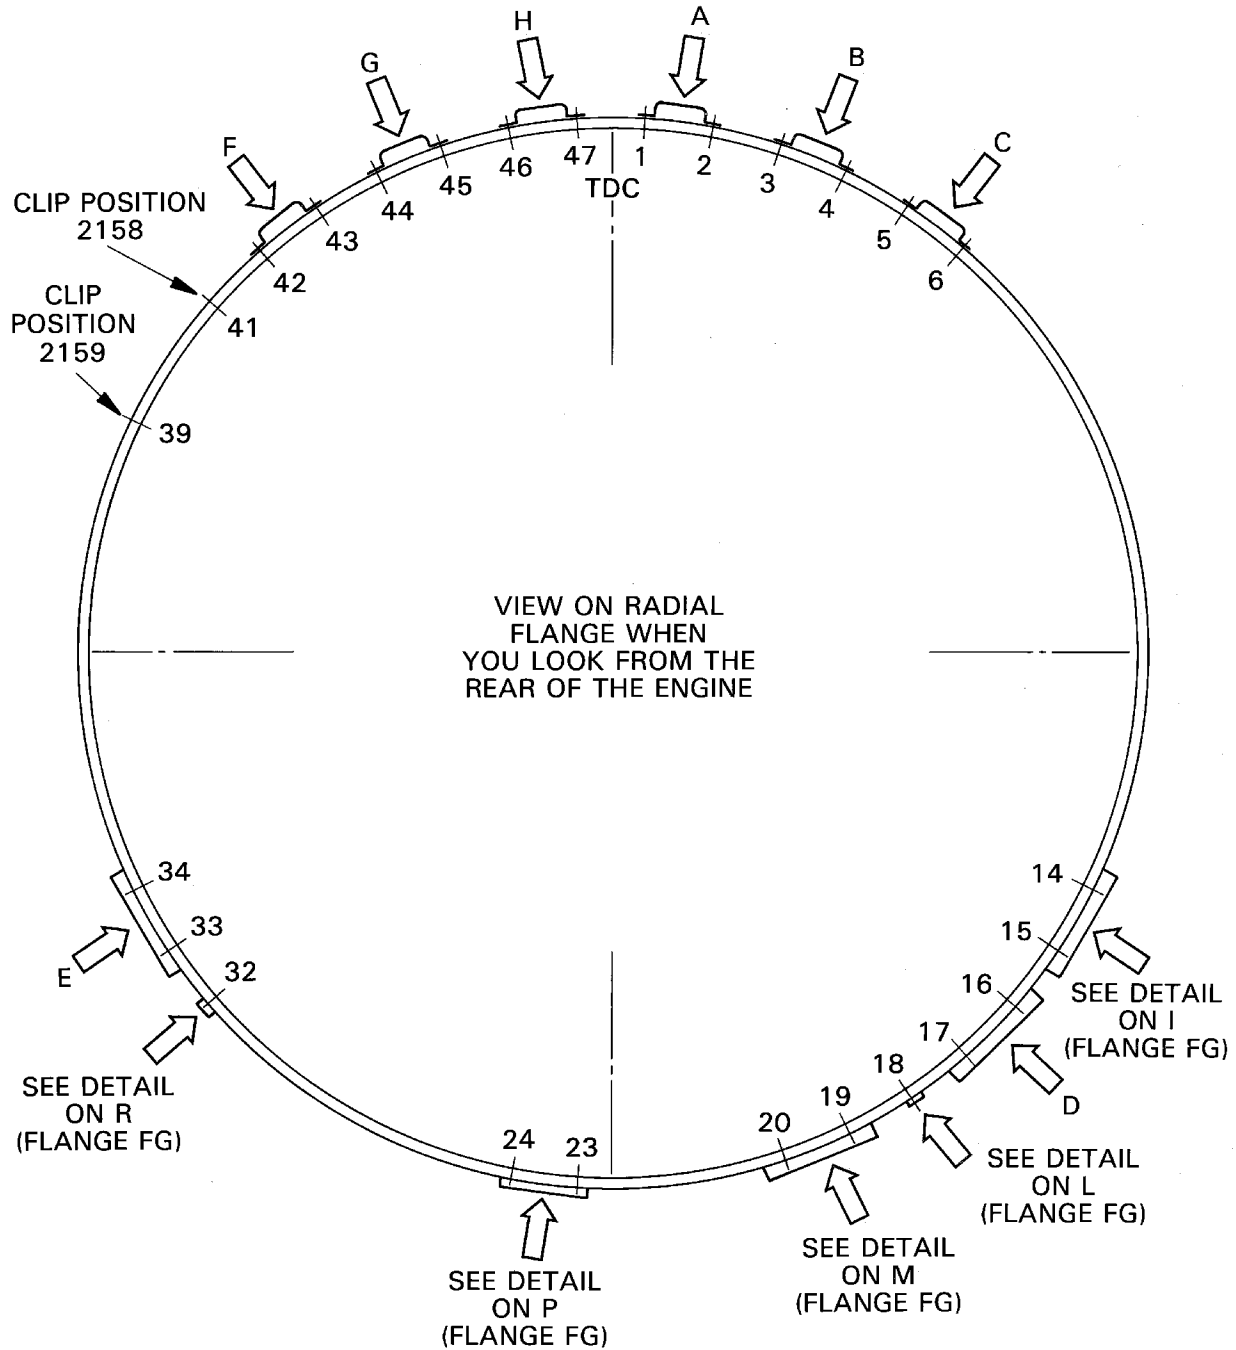 A
H
B
G
C
F
46
47
1
2
45
3
TDC
44
4
CLIP POSITION
2158
43
5
42
6
CLIP
POSITION
2159
41
39
VIEW ON RADIAL
FLANGE WHEN
YOU LOOK FROM THE
REAR OF THE ENGINE
34
14
33
15
E
32
16
SEE DETAIL
ON I
(FLANGE FG)
17
18
D
SEE DETAIL
ON R
(FLANGE FG)
19
20
24
23
SEE DETAIL
ON L
(FLANGE FG)
SEE DETAIL
ON M
(FLANGE FG)
SEE DETAIL
ON P
(FLANGE FG)